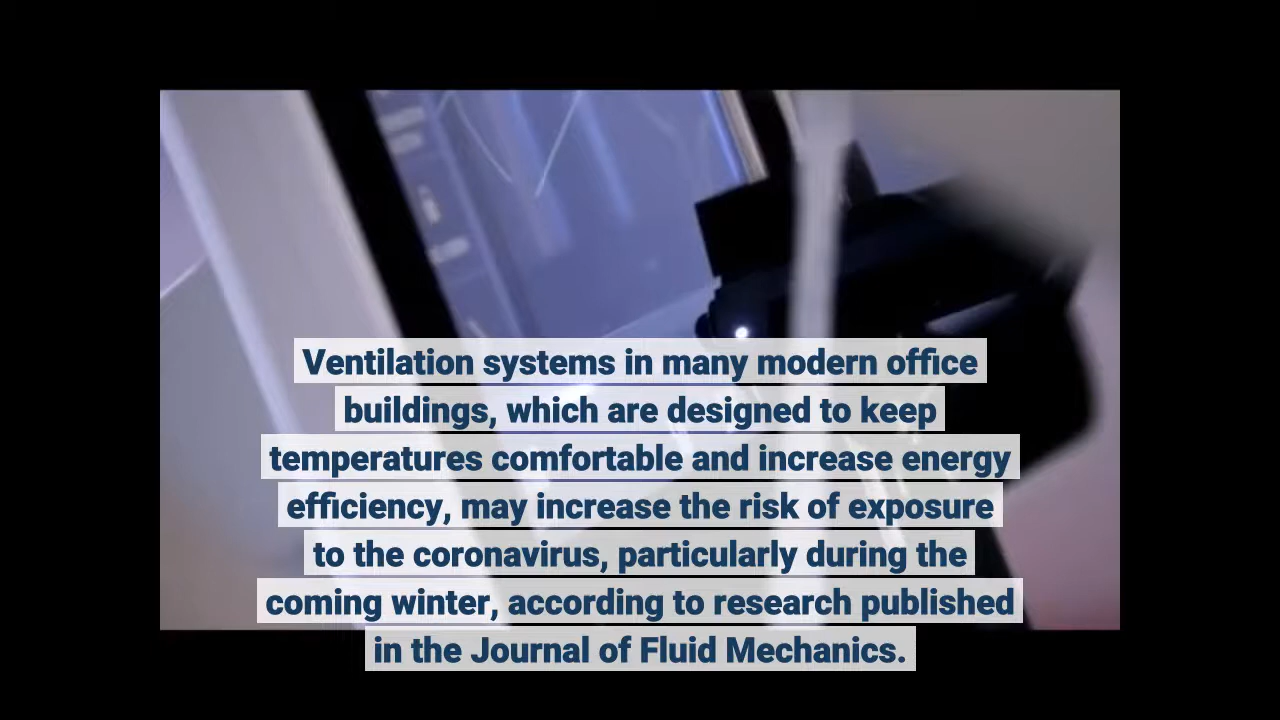 Ventilation systems in many modern office
buildings, which are designed to keep
temperatures comfortable and increase energy
efficiency, may increase the risk of exposure
to the coronavirus, particularly during the
coming winter, according to research published
in the Journal of Fluid Mechanics.